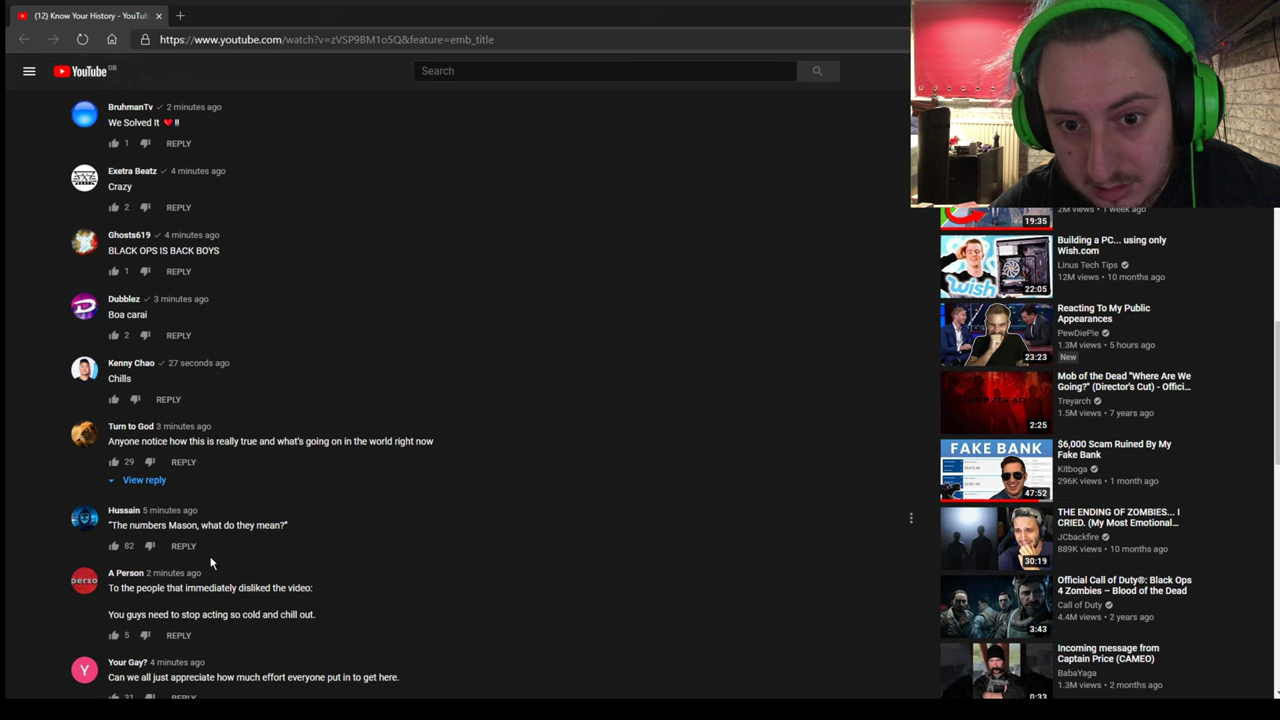 (12) Know Your History - YouTub
https://www.youtube.com/watch?v=zVSP9BM1o5Q&feature=emb_title
YouTube GB
Search
BruhmanTv 2 minutes ago
We Solved It ❤️ !!
1 REPLY
Exetra Beatz 4 minutes ago
Crazy
2 REPLY
Ghosts619 4 minutes ago
BLACK OPS IS BACK BOYS
1 REPLY
Dubblez 3 minutes ago
Boa carai
2 REPLY
Kenny Chao 27 seconds ago
Chills
REPLY
Turn to God 3 minutes ago
Anyone notice how this is really true and what's going on in the world right now
29 REPLY
View reply
Hussain 5 minutes ago
"The numbers Mason, what do they mean?"
82 REPLY
perso
A Person 2 minutes ago
To the people that immediately disliked the video:
You guys need to stop acting so cold and chill out.
5 REPLY
Y
Your Gay? 4 minutes ago
Can we all just appreciate how much effort everyone put in to get here.
31 REPLY
2M views • 1 week ago
19:35
Building a PC... using only
Wish.com
Linus Tech Tips
12M views • 10 months ago
wish
22:05
Reacting To My Public
Appearances
PewDiePie
1.3M views • 5 hours ago
New
23:23
Mob of the Dead "Where Are We
Going?" (Director's Cut) - Offici...
Treyarch
1.5M views • 7 years ago
2:25
FAKE BANK
$6,000 Scam Ruined By My
Fake Bank
Kitboga
296K views • 1 month ago
47:52
THE ENDING OF ZOMBIES... I
CRIED. (My Most Emotional...
JCbackfire
889K views • 10 months ago
30:19
Official Call of Duty®: Black Ops
4 Zombies – Blood of the Dead
Call of Duty
4.4M views • 2 years ago
3:43
Incoming message from
Captain Price (CAMEO)
BabaYaga
1.3M views • 2 months ago
0:33